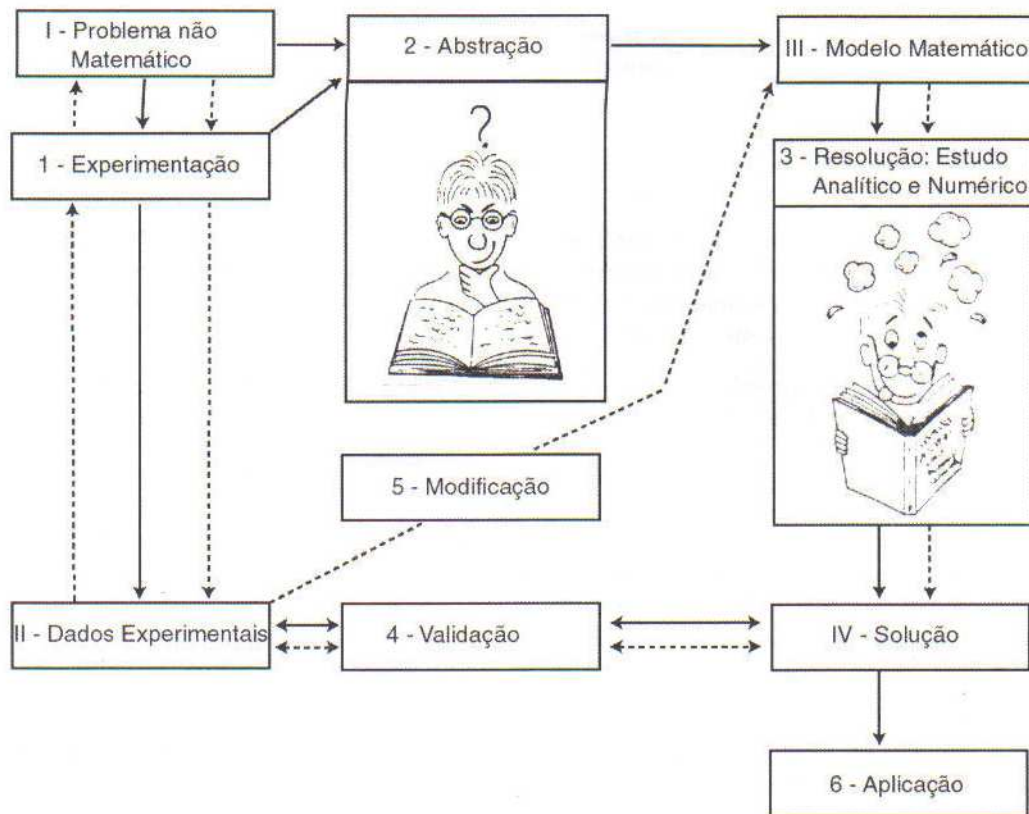 I - Problema não
Matemático
2 - Abstração
III - Modelo Matemático
1 - Experimentação
3 - Resolução: Estudo
Analítico e Numérico
?
5 - Modificação
II - Dados Experimentais
4 - Validação
IV - Solução
6 - Aplicação